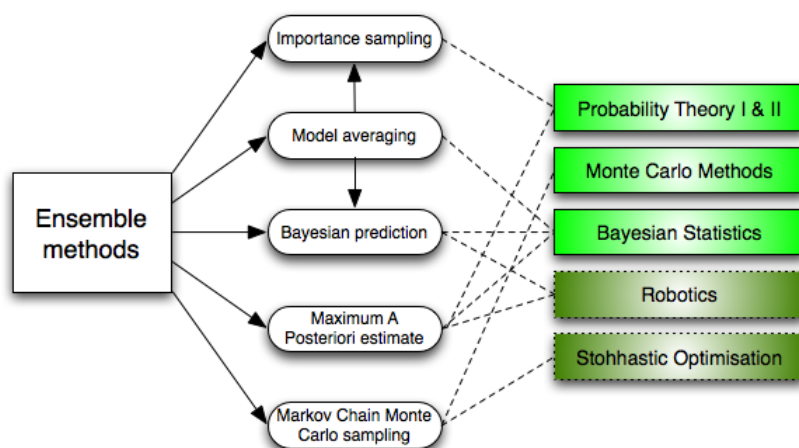 Ensemble
methods
Importance sampling
Model averaging
Bayesian prediction
Maximum A
Posteriori estimate
Markov Chain Monte
Carlo sampling
Probability Theory I & II
Monte Carlo Methods
Bayesian Statistics
Robotics
Stohhastic Optimisation